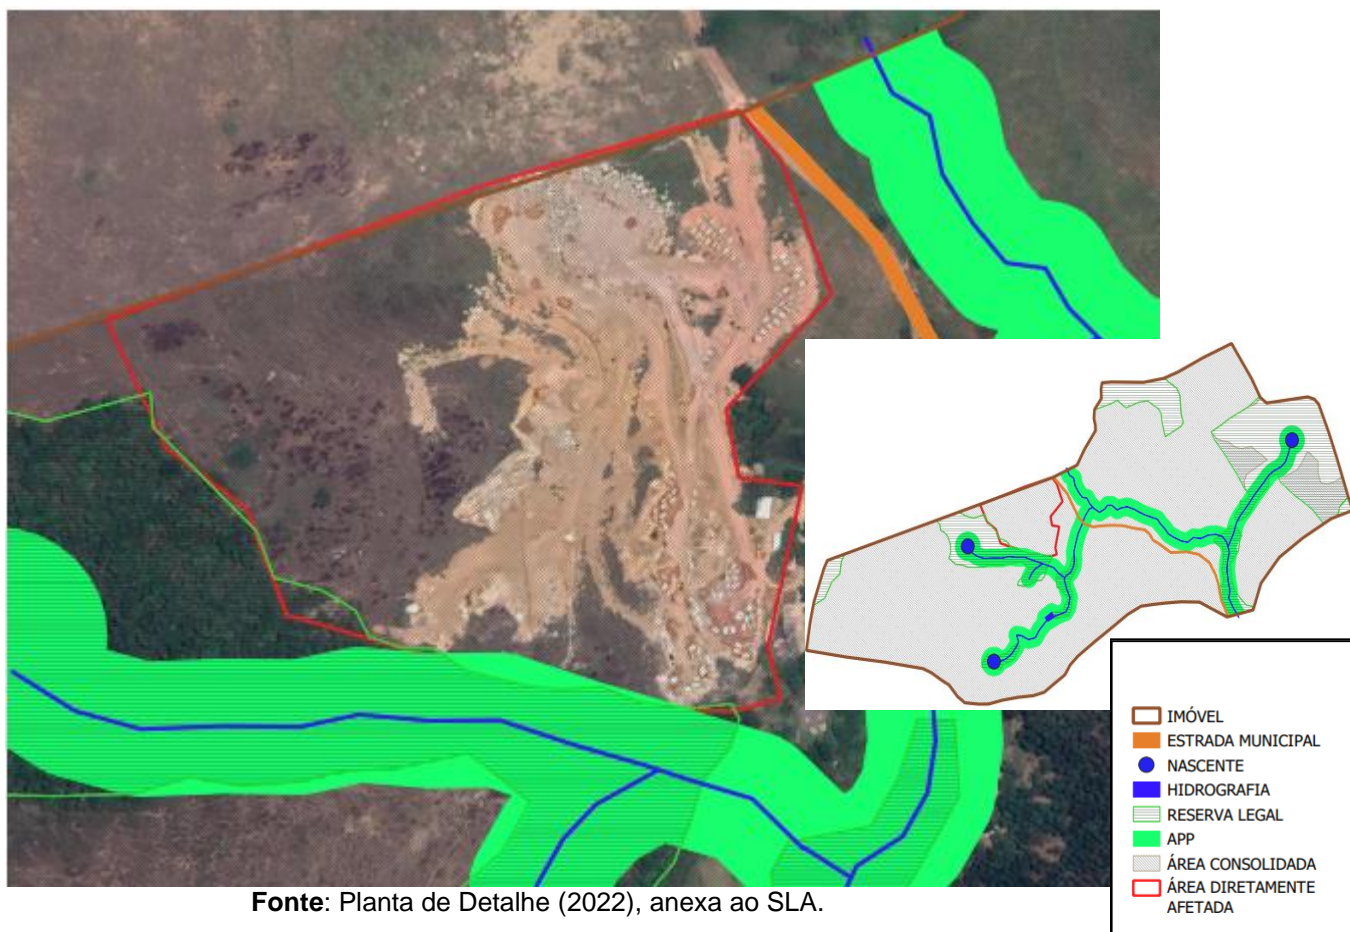 IMÓVEL
ESTRADA MUNICIPAL
NASCENTE
HIDROGRAFIA
RESERVA LEGAL
APP
ÁREA CONSOLIDADA
ÁREA DIRETAMENTE
AFETADA
Fonte: Planta de Detalhe (2022), anexa ao SLA.